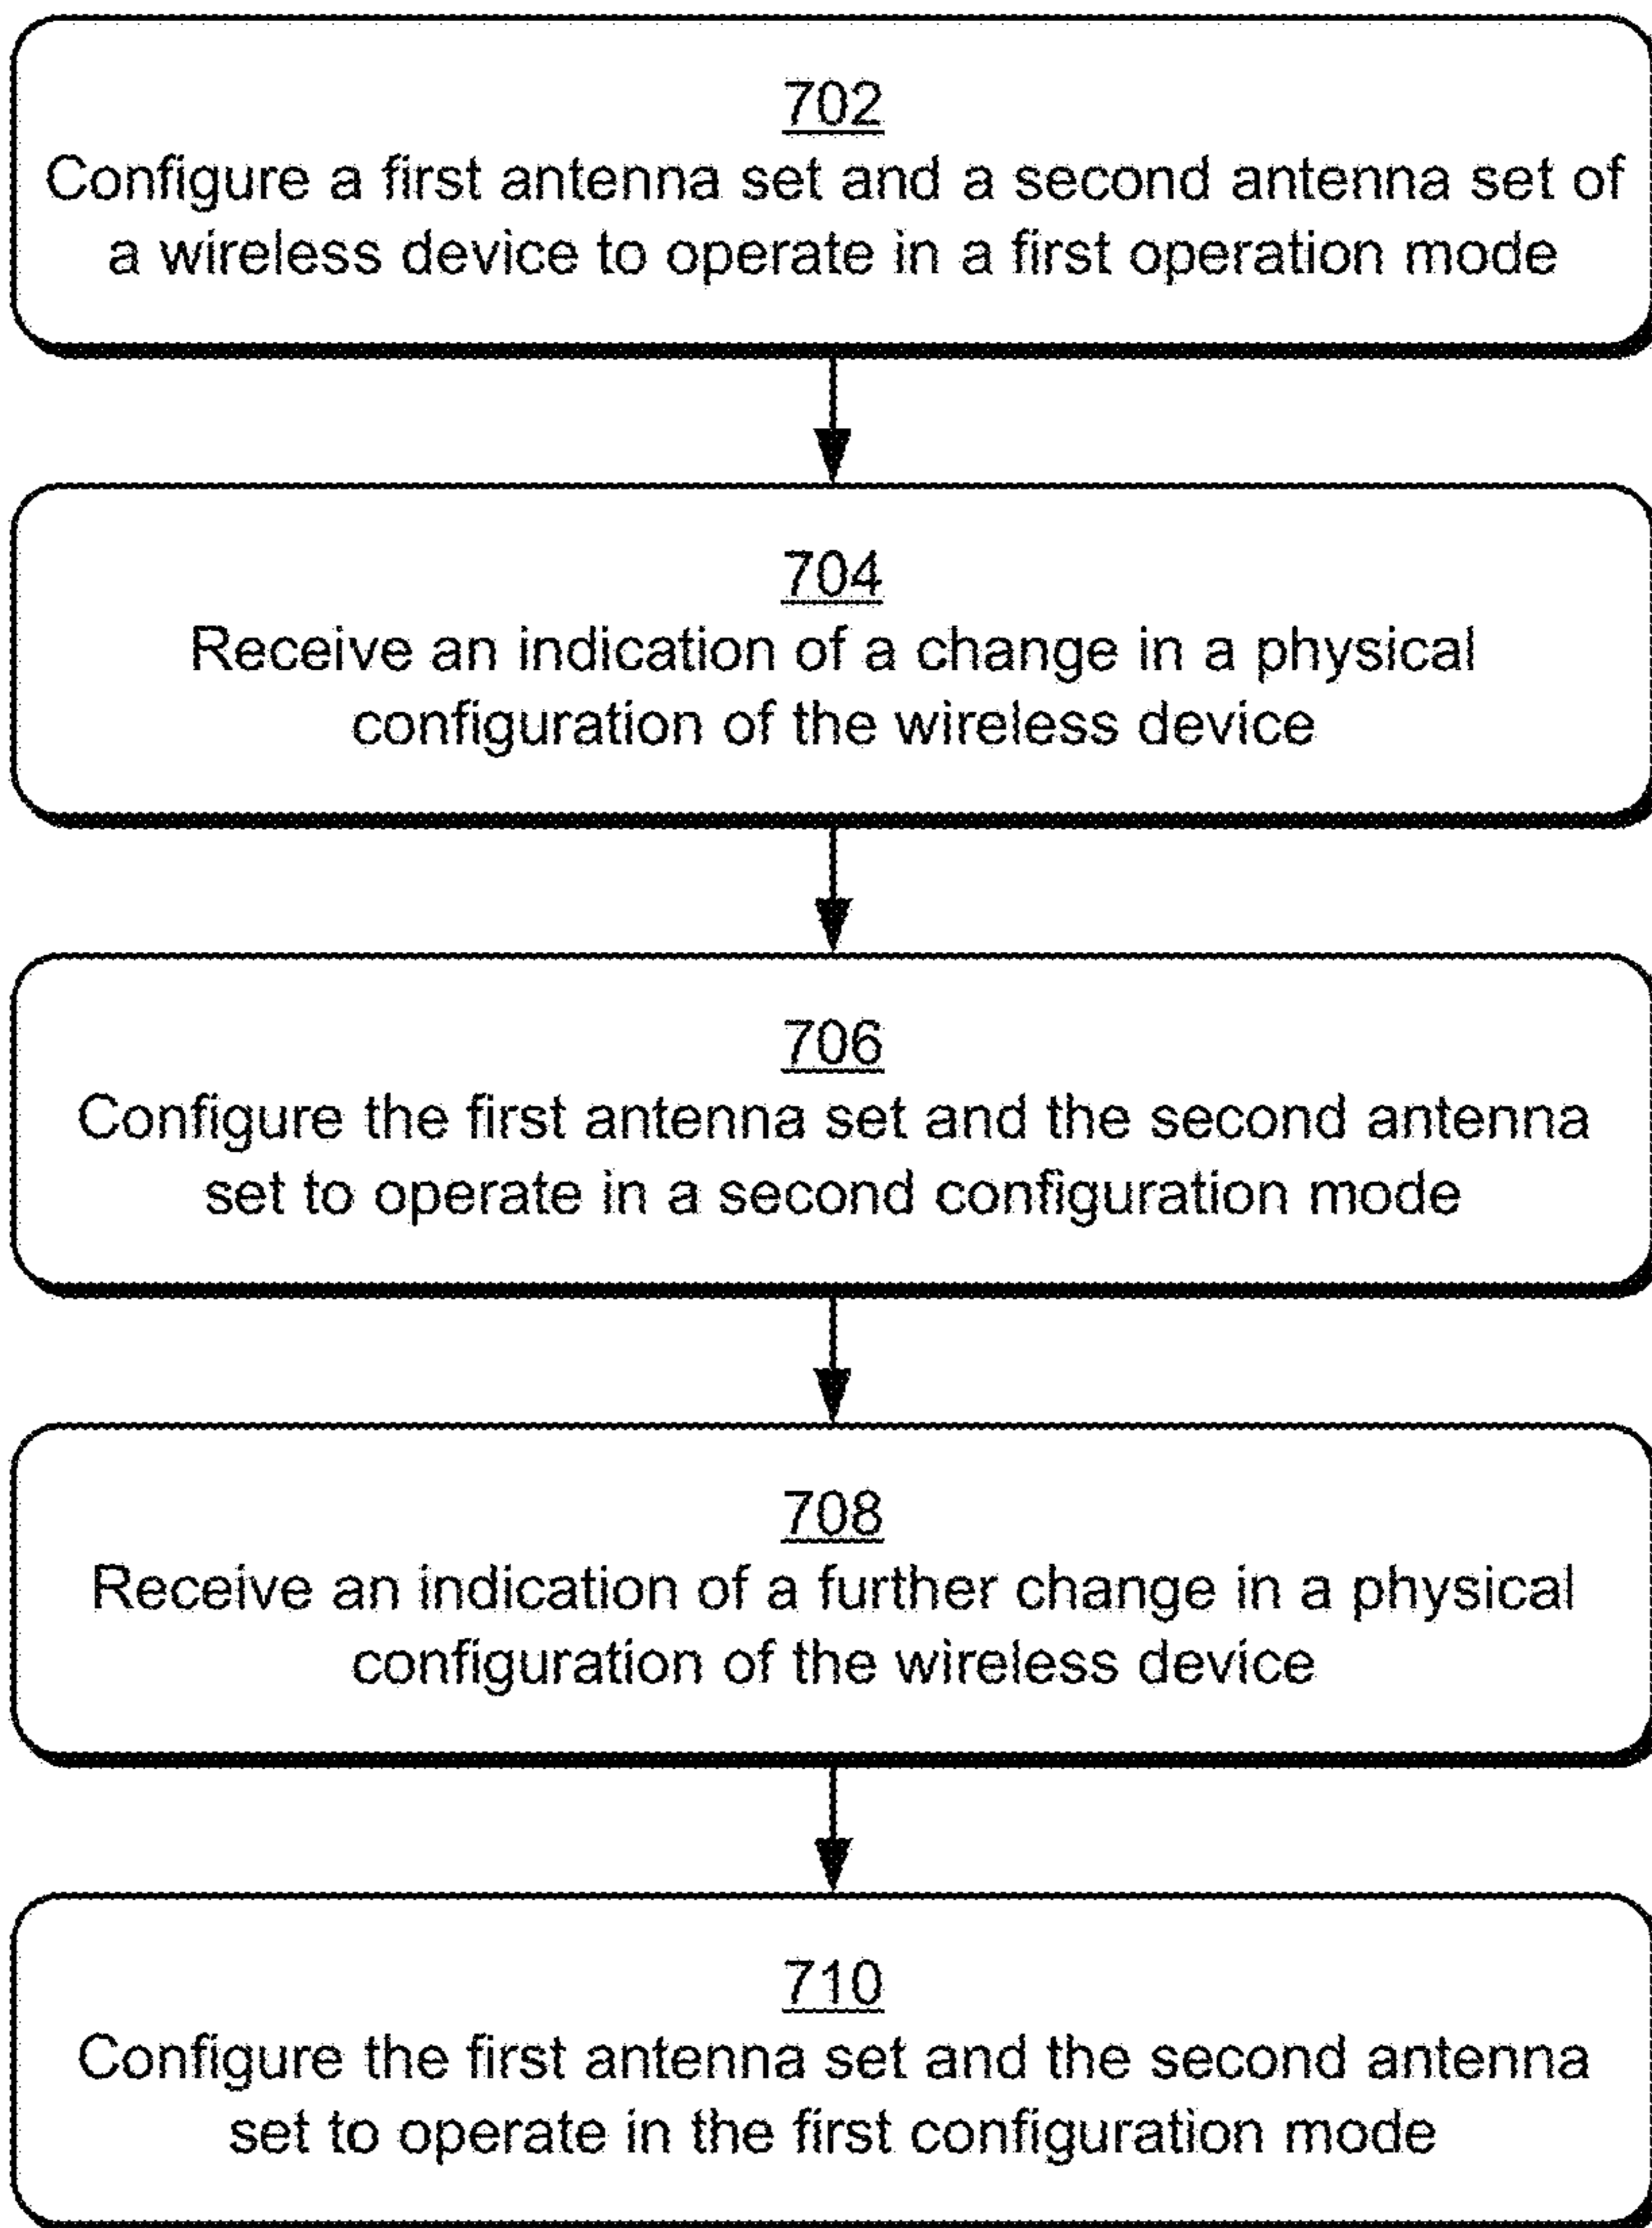 702
Configure a first antenna set and a second antenna set of
a wireless device to operate in a first operation mode
704
Receive an indication of a change in a physical
configuration of the wireless device
706
Configure the first antenna set and the second antenna
set to operate in a second configuration mode
708
Receive an indication of a further change in a physical
configuration of the wireless device
710
Configure the first antenna set and the second antenna
set to operate in the first configuration mode